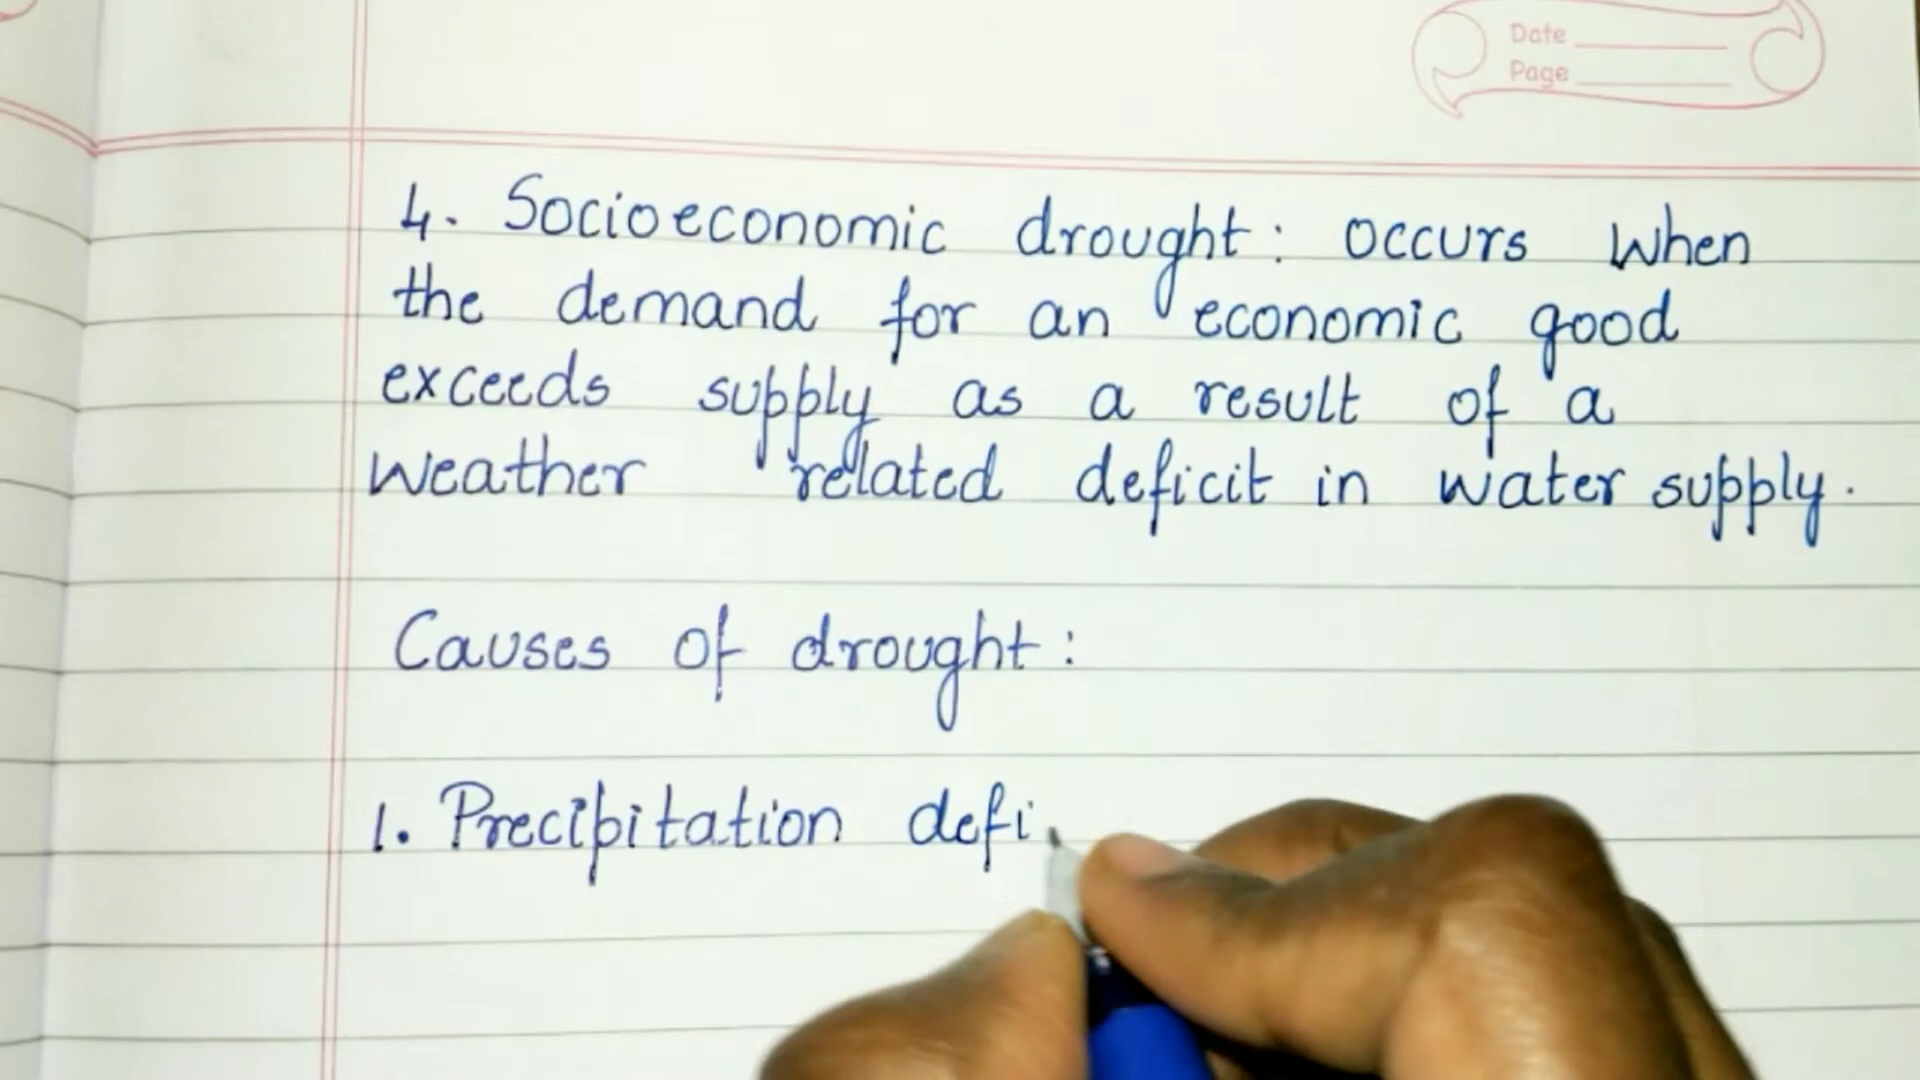 Date
Page
4. Socioeconomic drought: occurs when
the demand for an economic good
exceeds supply as a result of a
weather related deficit in water supply.
Causes of drought:
1. Precipitation defi